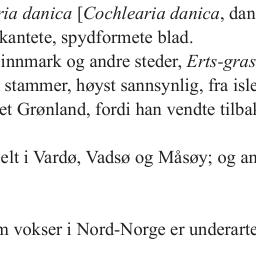 ria danica [Cochlearia danica, dan
kantete, spydformete blad.
innmark og andre steder, Erts-gras
stammer, høyst sannsynlig, fra isle
et Grønland, fordi han vendte tilbak
elt i Vardø, Vadsø og Måsøy; og an
m vokser i Nord-Norge er underarte